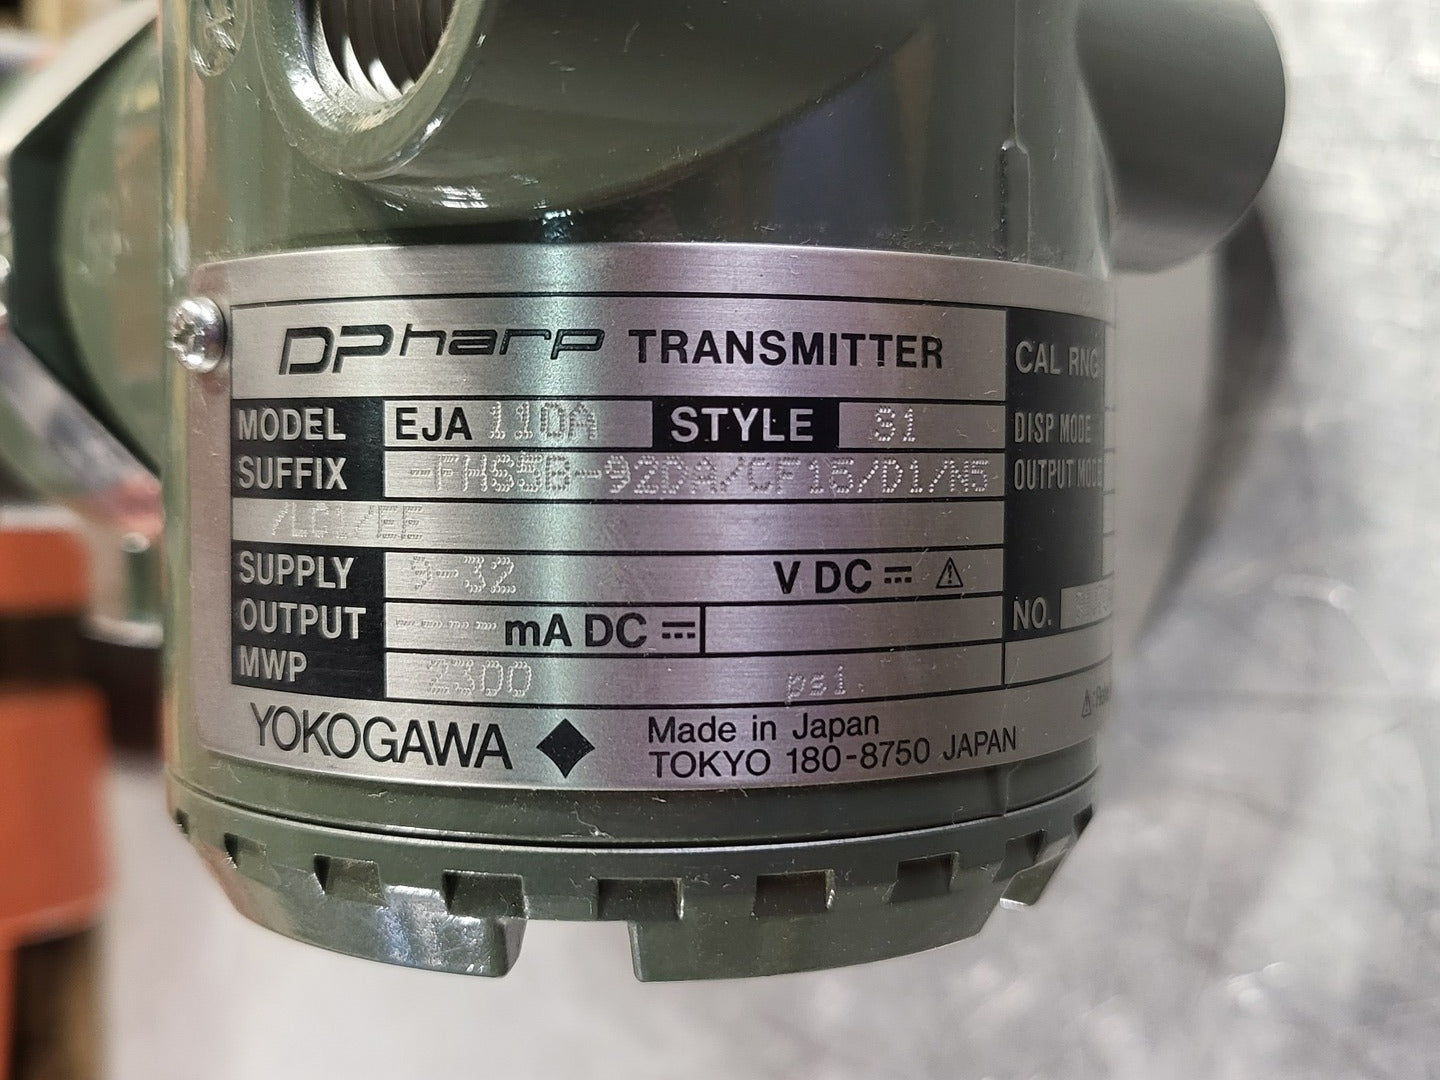 DPharp TRANSMITTER
MODEL EJA 110A STYLE S1
SUFFIX -FHS5B-92DA/CF15/D1/N5
/LC1/EE
SUPPLY 9-32 V DC ⎓ ⚠
OUTPUT ---- mA DC ⎓
MWP 2300 psi
YOKOGAWA ◆ Made in Japan
TOKYO 180-8750 JAPAN
CAL RNG
DISP MODE
OUTPUT MODE
NO.